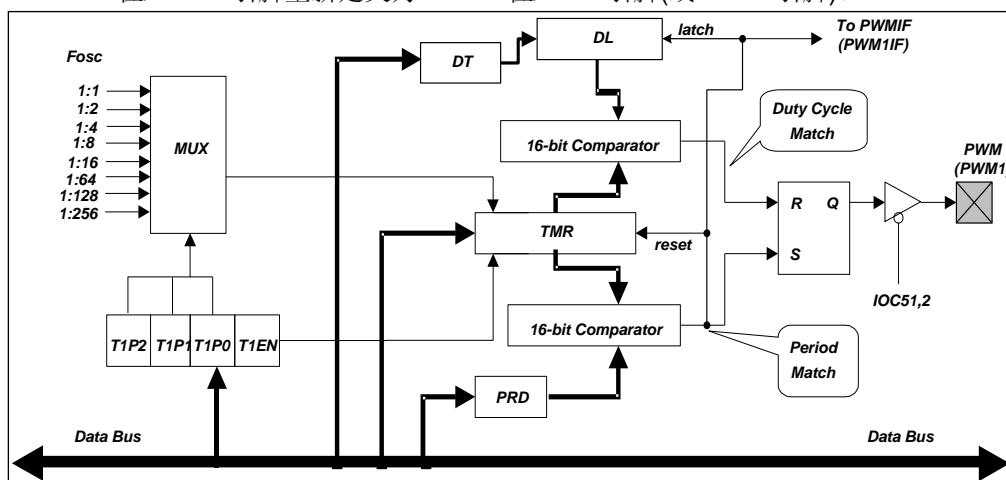 Fosc
1:1
1:2
1:4
1:8
1:16
1:64
1:128
1:256
MUX
DT
DL
latch
To PWMIF
(PWM1IF)
16-bit Comparator
Duty Cycle
Match
PWM
(PWM1)
R Q
S
TMR
reset
IOC51,2
T1P2 T1P1 T1P0 T1EN
16-bit Comparator
Period
Match
PRD
Data Bus
Data Bus